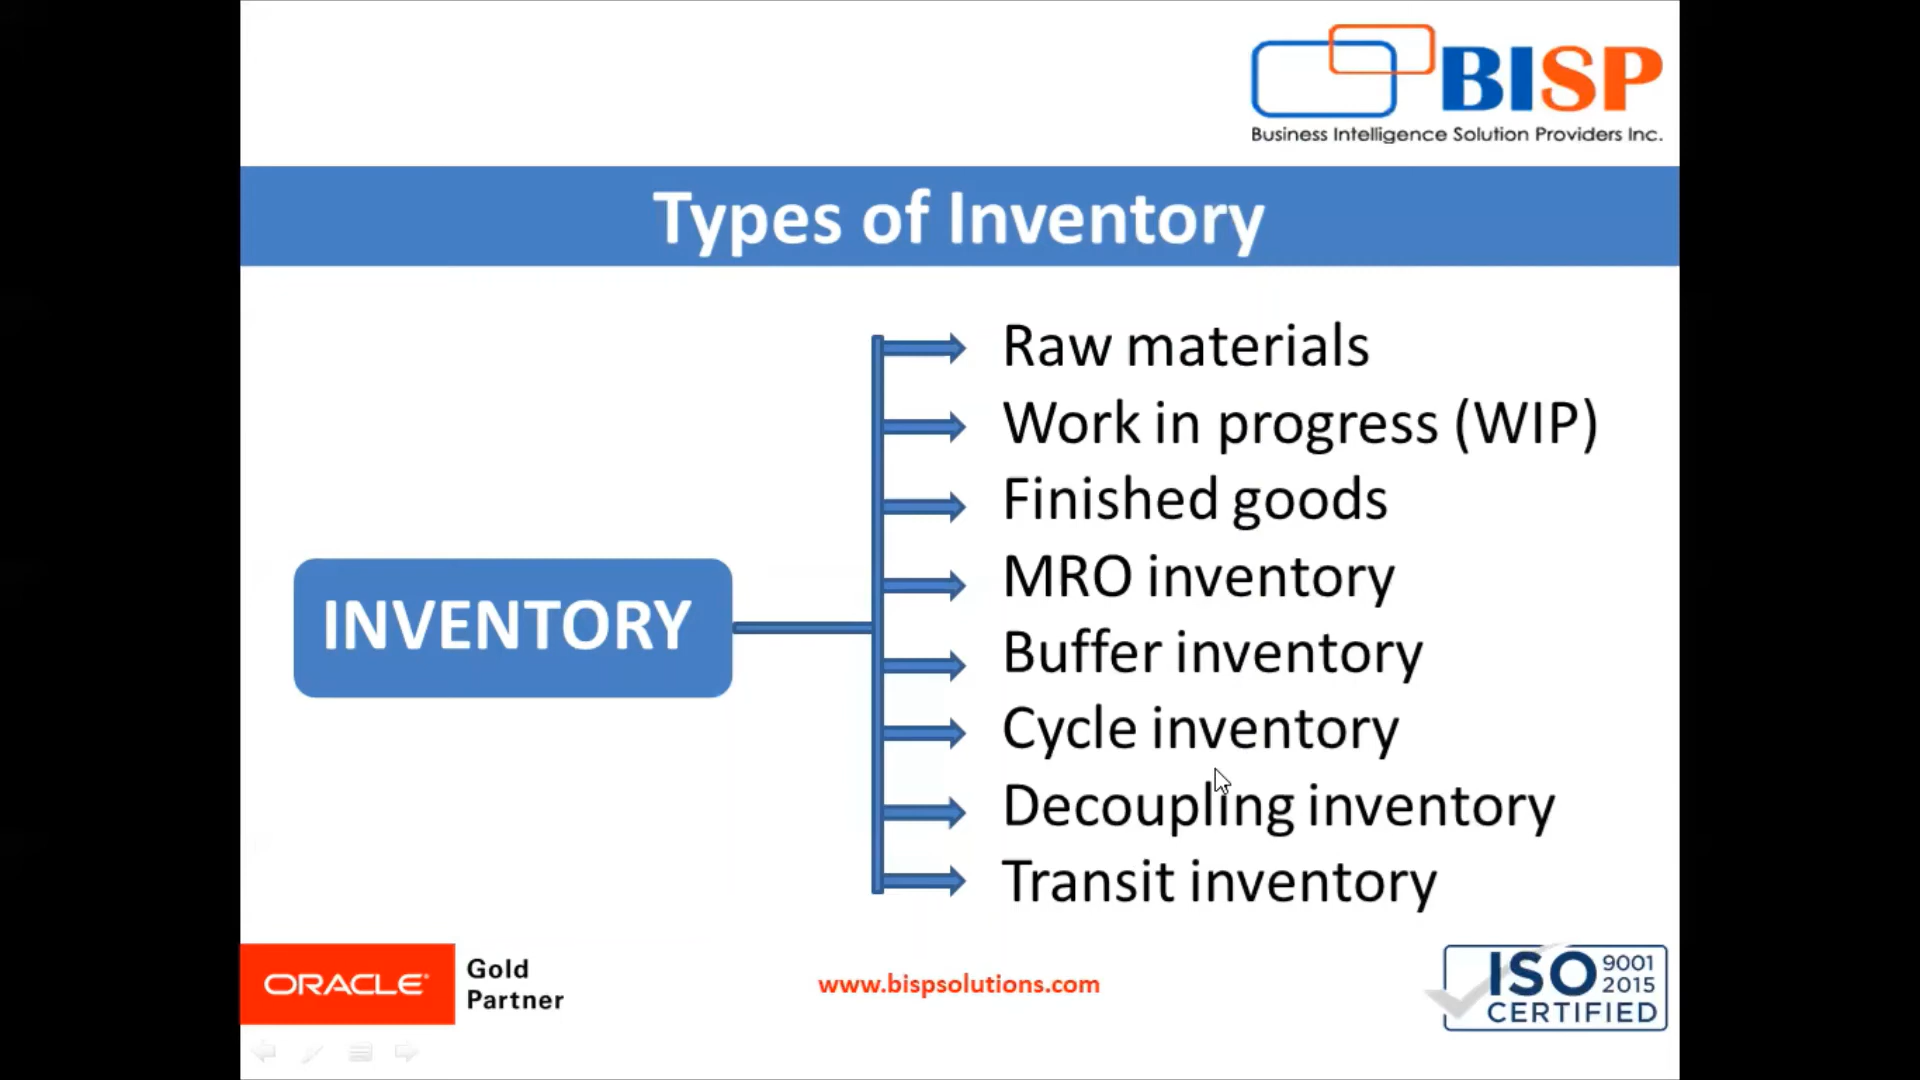 BISP
Business Intelligence Solution Providers Inc.
Types of Inventory
Raw materials
Work in progress (WIP)
Finished goods
MRO inventory
INVENTORY
Buffer inventory
Cycle inventory
Decoupling inventory
Transit inventory
ORACLE
Gold
Partner
www.bispsolutions.com
ISO 9001
2015
CERTIFIED